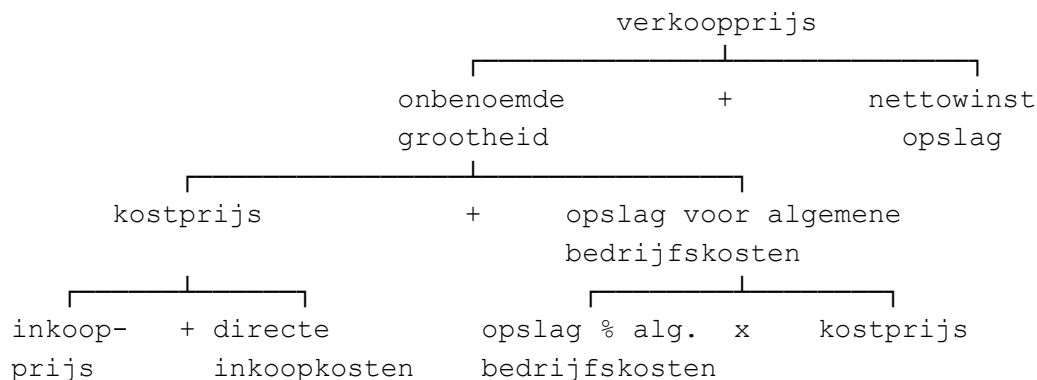 verkoopprijs
onbenoemde + nettowinst
grootheid opslag
kostprijs + opslag voor algemene
bedrijfskosten
inkoop- + directe opslag % alg. x kostprijs
prijs inkoopkosten bedrijfskosten